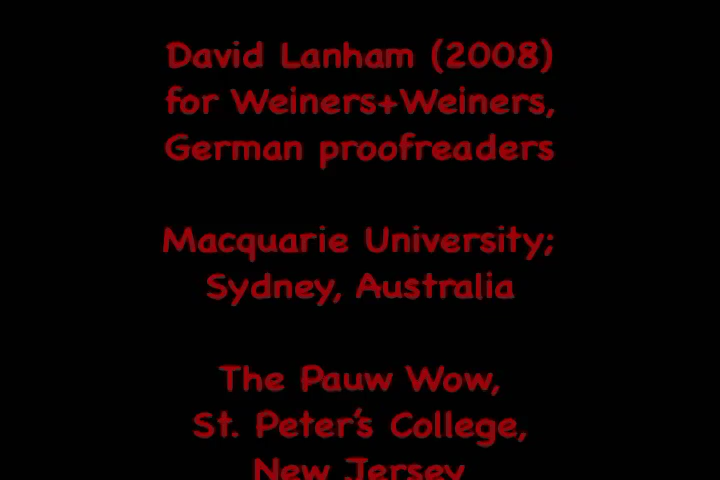 David Lanham (2008)
for Weiners+Weiners,
German proofreaders
Macquarie University;
Sydney, Australia
The Pauw Wow,
St. Peter's College,
New Jersey